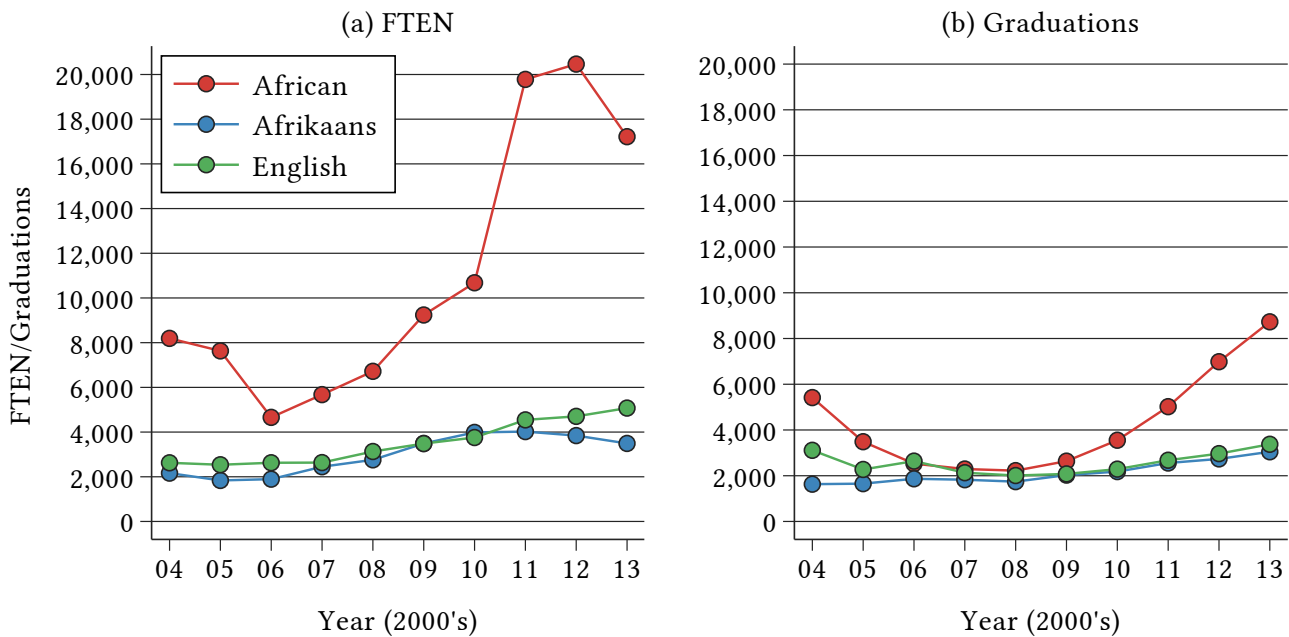 (a) FTEN
FTEN/Graduations
20,000
18,000
16,000
14,000
12,000
10,000
8,000
6,000
4,000
2,000
0
African
Afrikaans
English
04 05 06 07 08 09 10 11 12 13
Year (2000's)
(b) Graduations
20,000
18,000
16,000
14,000
12,000
10,000
8,000
6,000
4,000
2,000
0
04 05 06 07 08 09 10 11 12 13
Year (2000's)